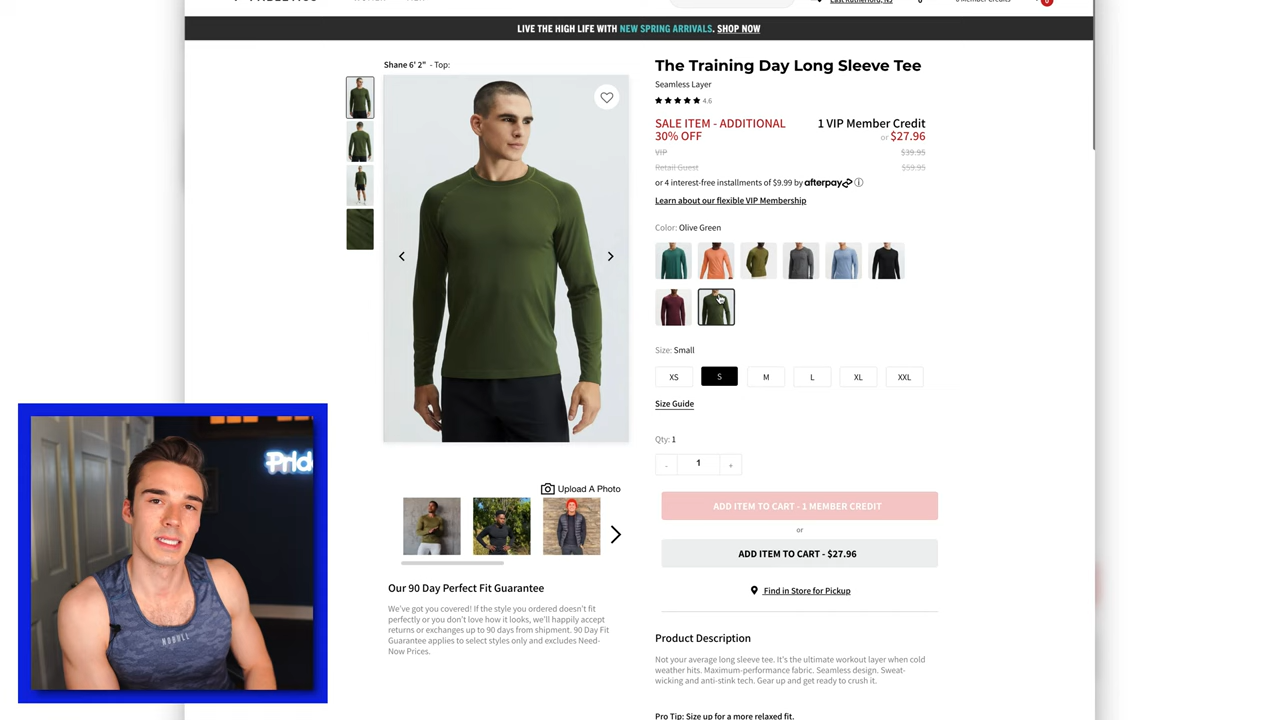 East Rutherford, NJ
LIVE THE HIGH LIFE WITH NEW SPRING ARRIVALS. SHOP NOW
Shane 6' 2" - Top:
The Training Day Long Sleeve Tee
Seamless Layer
4.6
SALE ITEM - ADDITIONAL 30% OFF
1 VIP Member Credit
or $27.96
VIP $39.95
Retail Guest $59.95
or 4 interest-free installments of $9.99 by afterpay
Learn about our flexible VIP Membership
Color: Olive Green
Size: Small
XS S M L XL XXL
Size Guide
Qty: 1
- 1 +
ADD ITEM TO CART - 1 MEMBER CREDIT
or
ADD ITEM TO CART - $27.96
Find in Store for Pickup
Upload A Photo
Our 90 Day Perfect Fit Guarantee
We've got you covered! If the style you ordered doesn't fit
perfectly or you don't love how it looks, we'll happily accept
returns or exchanges up to 90 days from shipment. 90 Day Fit
Guarantee applies to select styles only and excludes Need-
Now Prices.
Product Description
Not your average long sleeve tee. It's the ultimate workout layer when cold
weather hits. Maximum-performance fabric. Seamless design. Sweat-
wicking and anti-stink tech. Gear up and get ready to crush it.
Pro Tip: Size up for a more relaxed fit.
Prid
NOBULL